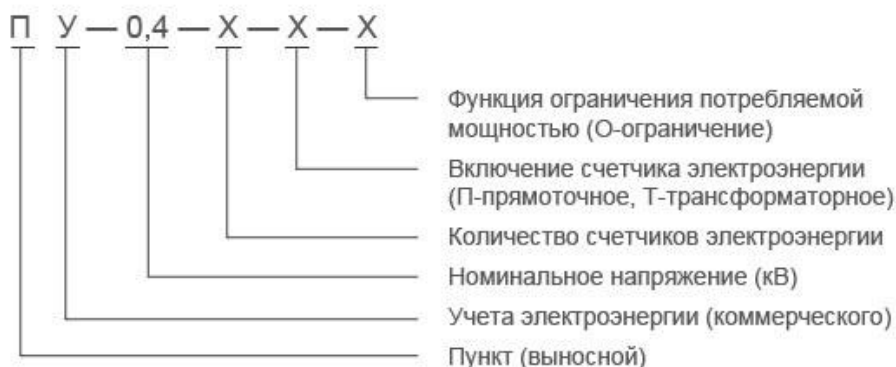 П У — 0,4 — Х — Х — Х
Функция ограничения потребляемой
мощностью (О-ограничение)
Включение счетчика электроэнергии
(П-прямоточное, Т-трансформаторное)
Количество счетчиков электроэнергии
Номинальное напряжение (кВ)
Учета электроэнергии (коммерческого)
Пункт (выносной)